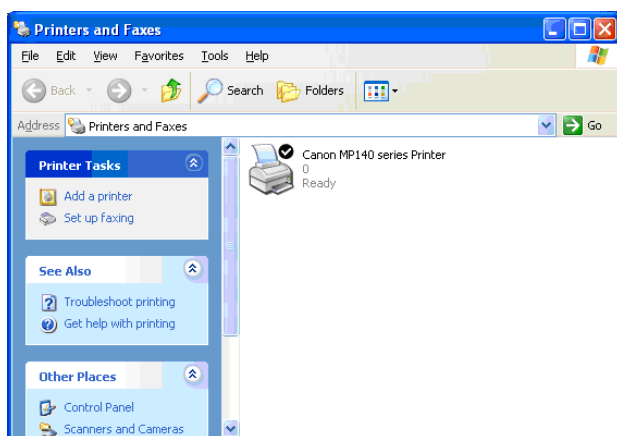 Printers and Faxes
File Edit View Favorites Tools Help
Back Search Folders
Address Printers and Faxes Go
Printer Tasks
Add a printer
Set up faxing
See Also
Troubleshoot printing
Get help with printing
Other Places
Control Panel
Scanners and Cameras
Canon MP140 series Printer
0
Ready